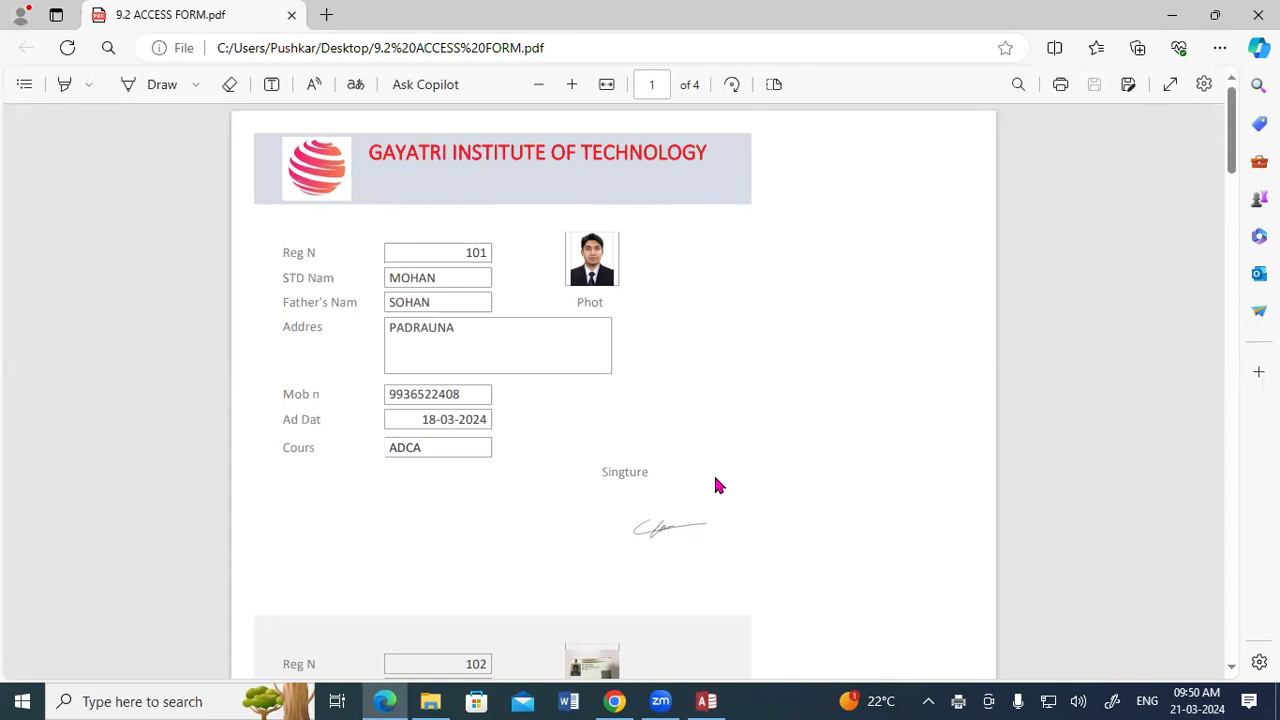 9.2 ACCESS FORM.pdf
File C:/Users/Pushkar/Desktop/9.2%20ACCESS%20FORM.pdf
Draw Ask Copilot 1 of 4
GAYATRI INSTITUTE OF TECHNOLOGY
Reg N 101
STD Nam MOHAN
Father's Nam SOHAN
Phot
Addres PADRAUNA
Mob n 9936522408
Ad Dat 18-03-2024
Cours ADCA
Singture
Reg N 102
Type here to search
22°C
ENG
09:50 AM
21-03-2024